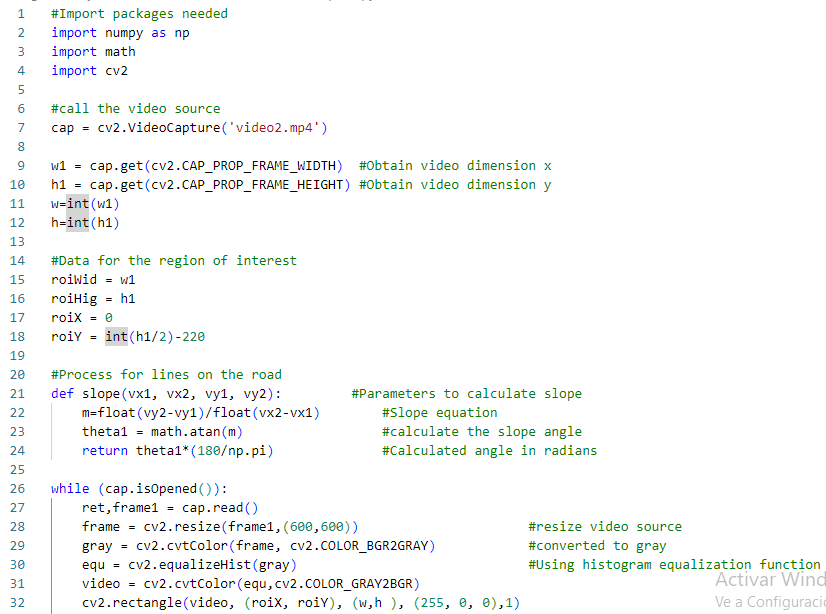 1 #Import packages needed
2 import numpy as np
3 import math
4 import cv2
5
6 #call the video source
7 cap = cv2.VideoCapture('video2.mp4')
8
9 w1 = cap.get(cv2.CAP_PROP_FRAME_WIDTH)  #Obtain video dimension x
10 h1 = cap.get(cv2.CAP_PROP_FRAME_HEIGHT) #Obtain video dimension y
11 w=int(w1)
12 h=int(h1)
13
14 #Data for the region of interest
15 roiWid = w1
16 roiHig = h1
17 roiX = 0
18 roiY = int(h1/2)-220
19
20 #Process for lines on the road
21 def slope(vx1, vx2, vy1, vy2):         #Parameters to calculate slope
22     m=float(vy2-vy1)/float(vx2-vx1)        #Slope equation
23     theta1 = math.atan(m)                  #calculate the slope angle
24     return theta1*(180/np.pi)              #Calculated angle in radians
25
26 while (cap.isOpened()):
27     ret,frame1 = cap.read()
28     frame = cv2.resize(frame1,(600,600))                      #resize video source
29     gray = cv2.cvtColor(frame, cv2.COLOR_BGR2GRAY)            #converted to gray
30     equ = cv2.equalizeHist(gray)                              #Using histogram equalization function
31     video = cv2.cvtColor(equ,cv2.COLOR_GRAY2BGR)
32     cv2.rectangle(video, (roiX, roiY), (w,h ), (255, 0, 0),1)
Activar Wind
Ve a Configuració